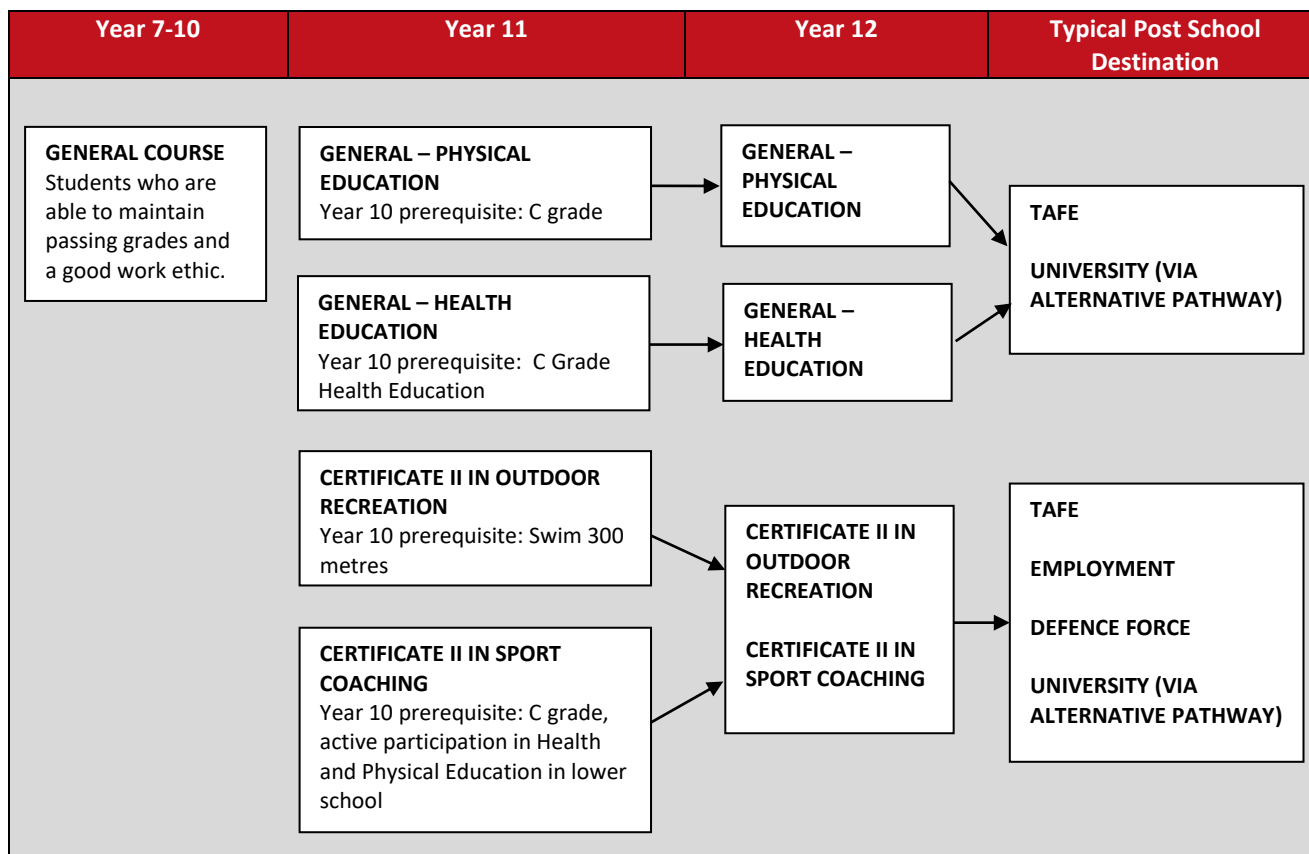 Year 7-10
Year 11
Year 12
Typical Post School
Destination
GENERAL COURSE
Students who are
able to maintain
passing grades and
a good work ethic.
GENERAL – PHYSICAL
EDUCATION
Year 10 prerequisite: C grade
GENERAL –
PHYSICAL
EDUCATION
TAFE
UNIVERSITY (VIA
ALTERNATIVE PATHWAY)
GENERAL – HEALTH
EDUCATION
Year 10 prerequisite:  C Grade
Health Education
GENERAL –
HEALTH
EDUCATION
CERTIFICATE II IN OUTDOOR
RECREATION
Year 10 prerequisite: Swim 300
metres
CERTIFICATE II IN SPORT
COACHING
Year 10 prerequisite: C grade,
active participation in Health
and Physical Education in lower
school
CERTIFICATE II IN
OUTDOOR
RECREATION
CERTIFICATE II IN
SPORT COACHING
TAFE
EMPLOYMENT
DEFENCE FORCE
UNIVERSITY (VIA
ALTERNATIVE PATHWAY)